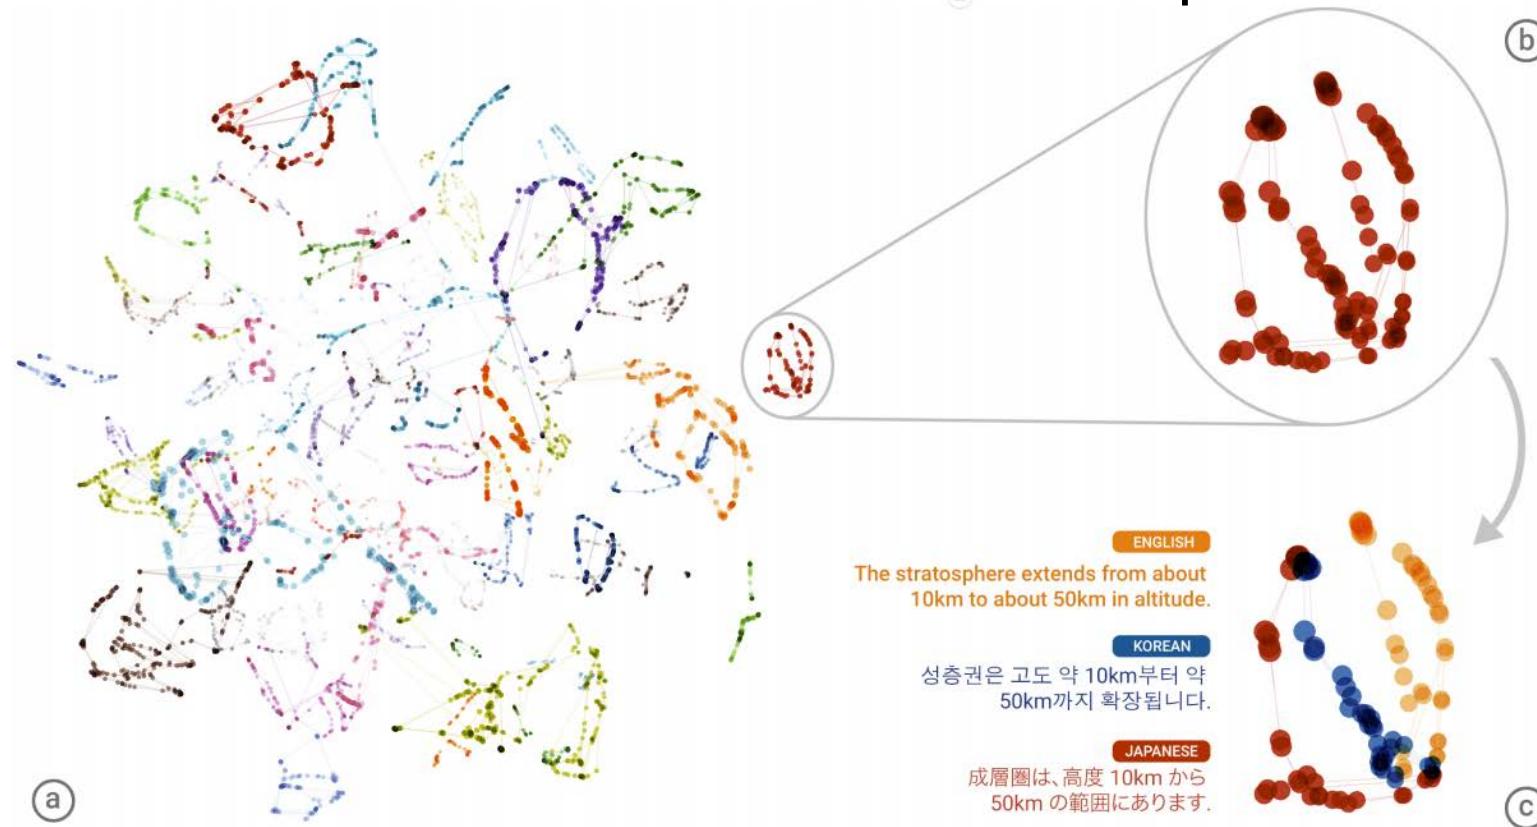 b
ENGLISH
The stratosphere extends from about
10km to about 50km in altitude.
KOREAN
성층권은 고도 약 10km부터 약
50km까지 확장됩니다.
JAPANESE
成層圏は、高度 10km から
50km の範囲にあります.
a
c